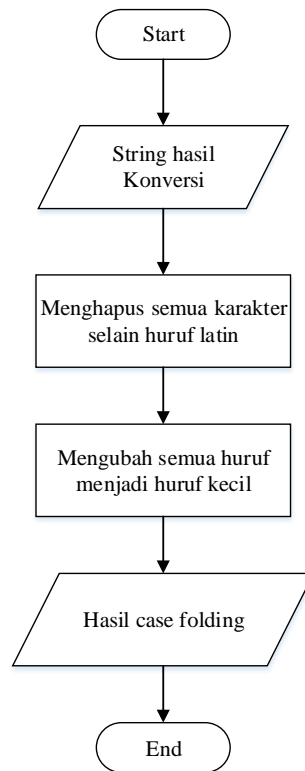 Start
String hasil
Konversi
Menghapus semua karakter
selain huruf latin
Mengubah semua huruf
menjadi huruf kecil
Hasil case folding
End